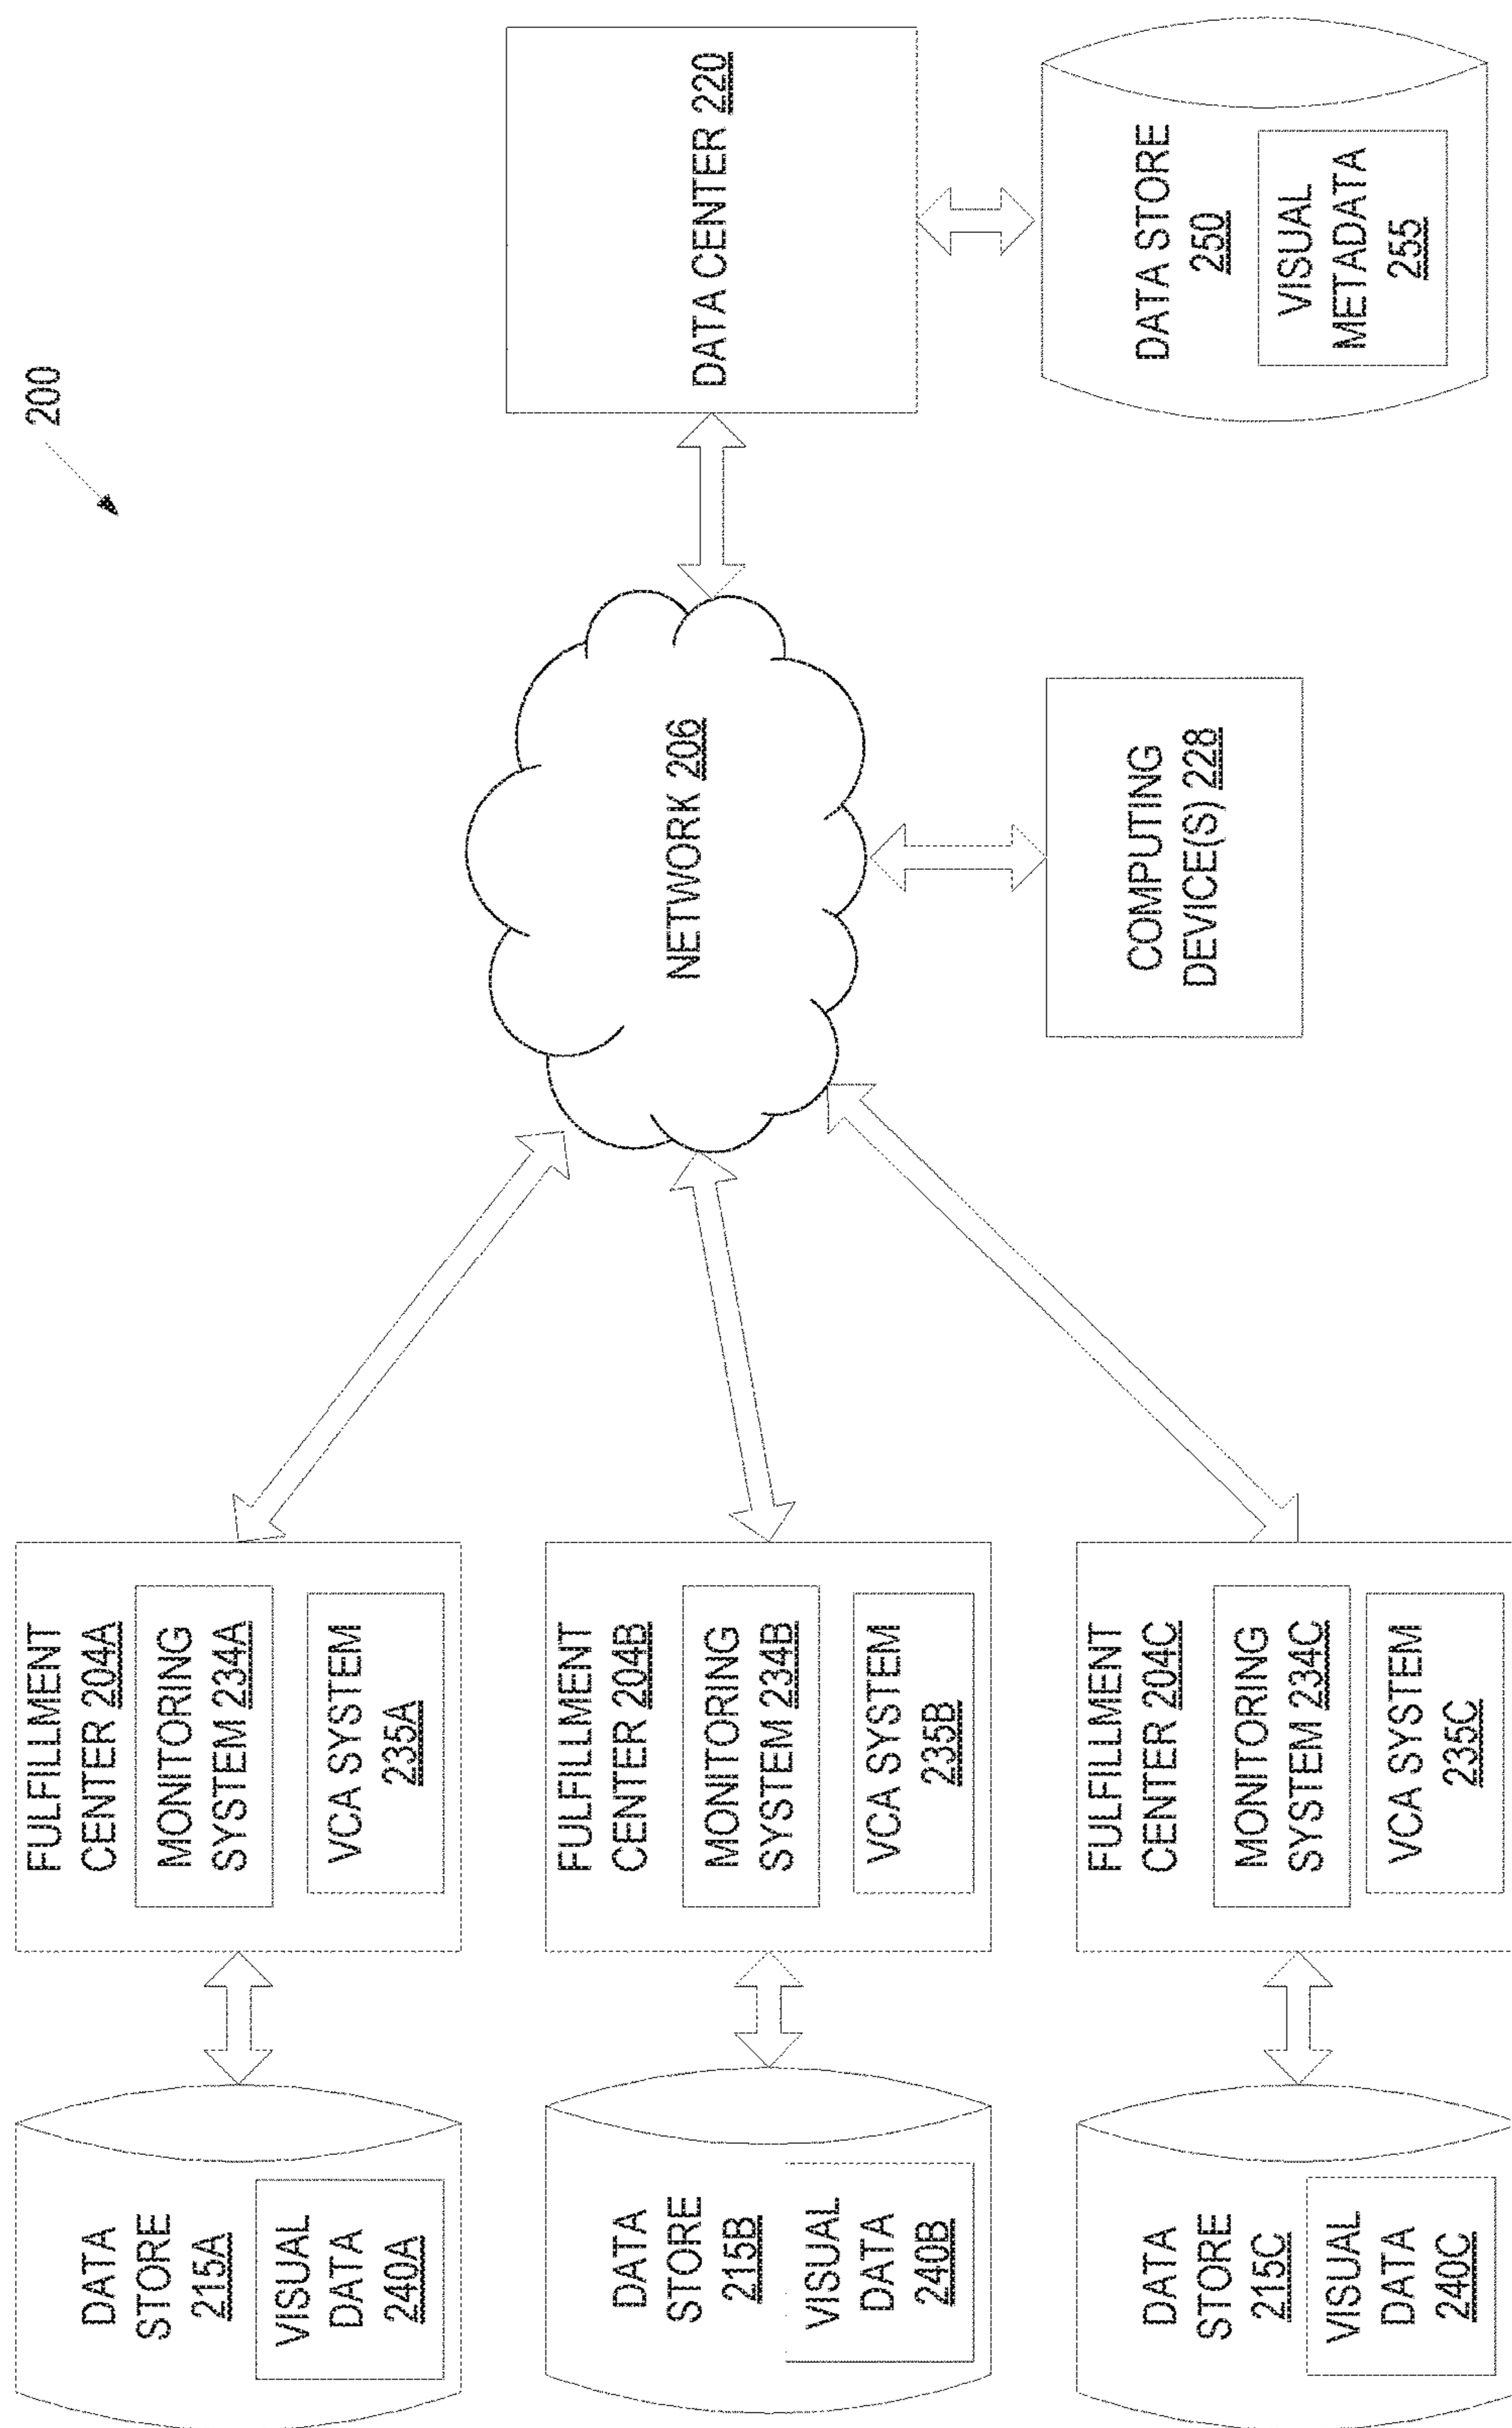 200
DATA
STORE
215A
VISUAL
DATA
240A
FULFILLMENT
CENTER 204A
MONITORING
SYSTEM 234A
VCA SYSTEM
235A
DATA
STORE
215B
VISUAL
DATA
240B
FULFILLMENT
CENTER 204B
MONITORING
SYSTEM 234B
VCA SYSTEM
235B
DATA
STORE
215C
VISUAL
DATA
240C
FULFILLMENT
CENTER 204C
MONITORING
SYSTEM 234C
VCA SYSTEM
235C
NETWORK 206
COMPUTING
DEVICE(S) 228
DATA CENTER 220
DATA STORE
250
VISUAL
METADATA
255